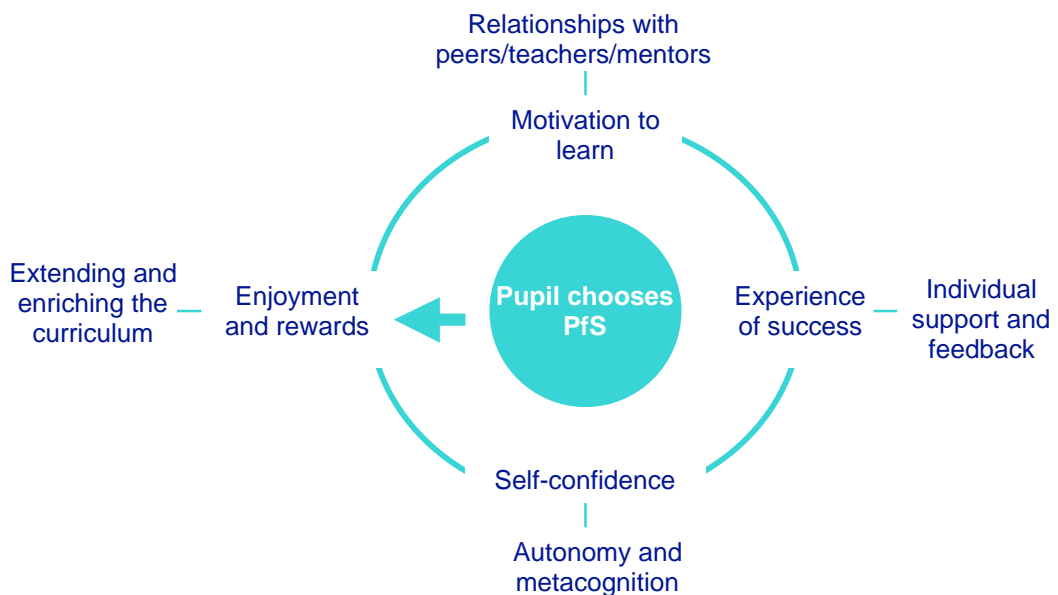 Relationships with
peers/teachers/mentors
Motivation to
learn
Extending and
enriching the
curriculum
Enjoyment
and rewards
Pupil chooses
PfS
Experience
of success
Individual
support and
feedback
Self-confidence
Autonomy and
metacognition